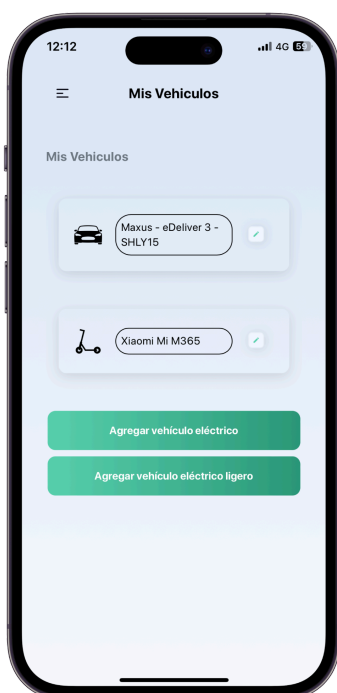 12:12
4G 59
Mis Vehiculos
Mis Vehiculos
Maxus - eDeliver 3 -
SHLY15
Xiaomi Mi M365
Agregar vehículo eléctrico
Agregar vehículo eléctrico ligero